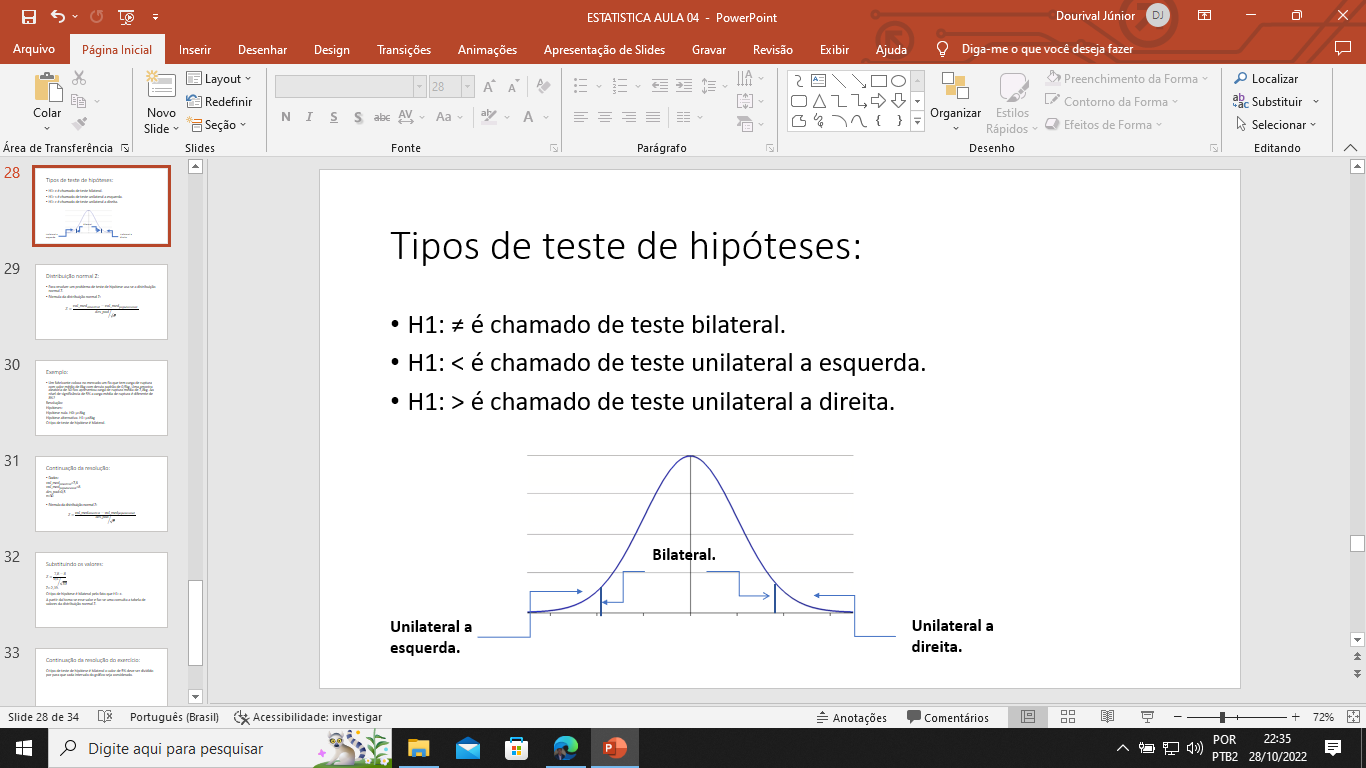 ESTATISTICA AULA 04 - PowerPoint
Dourival Júnior
DJ
Arquivo
Página Inicial
Inserir
Desenhar
Design
Transições
Animações
Apresentação de Slides
Gravar
Revisão
Exibir
Ajuda
Diga-me o que você deseja fazer
Colar
Área de Transferência
Novo
Slide
Layout
Redefinir
Seção
Slides
28
N I S S abc AV Aa A
Fonte
Parágrafo
Organizar
Estilos
Rápidos
Preenchimento da Forma
Contorno da Forma
Efeitos de Forma
Desenho
Localizar
Substituir
Selecionar
Editando
28
Tipos de teste de hipóteses:
29
Distribuição normal Z:
30
Exemplo:
31
Continuação da resolução:
32
Substituindo os valores:
33
Continuação da resolução do exercício:
Tipos de teste de hipóteses:
• H1: ≠ é chamado de teste bilateral.
• H1: < é chamado de teste unilateral a esquerda.
• H1: > é chamado de teste unilateral a direita.
Bilateral.
Unilateral a
esquerda.
Unilateral a
direita.
Slide 28 de 34
Português (Brasil)
Acessibilidade: investigar
Anotações
Comentários
72%
Digite aqui para pesquisar
POR
PTB2
22:35
28/10/2022